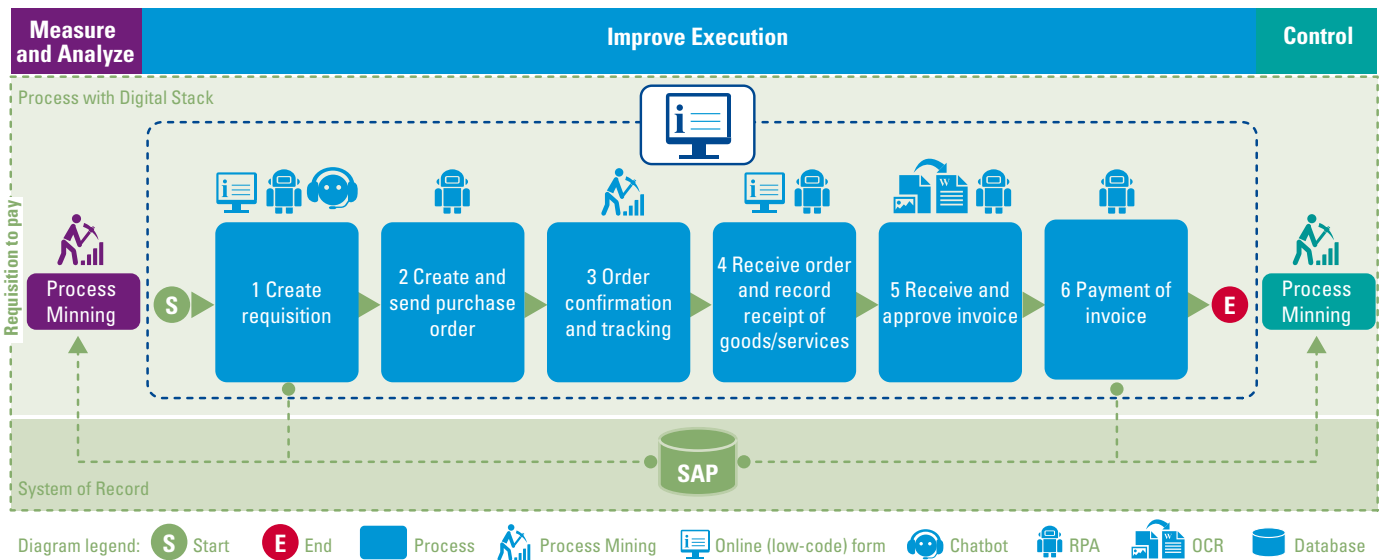 Measure
and Analyze
Improve Execution
Control
Process with Digital Stack
Requisition to pay
Process
Minning
S
1 Create
requisition
2 Create and
send purchase
order
3 Order
confirmation
and tracking
4 Receive order
and record
receipt of
goods/services
5 Receive and
approve invoice
6 Payment of
invoice
E
Process
Minning
SAP
System of Record
Diagram legend: S Start E End Process Process Mining Online (low-code) form Chatbot RPA W OCR Database